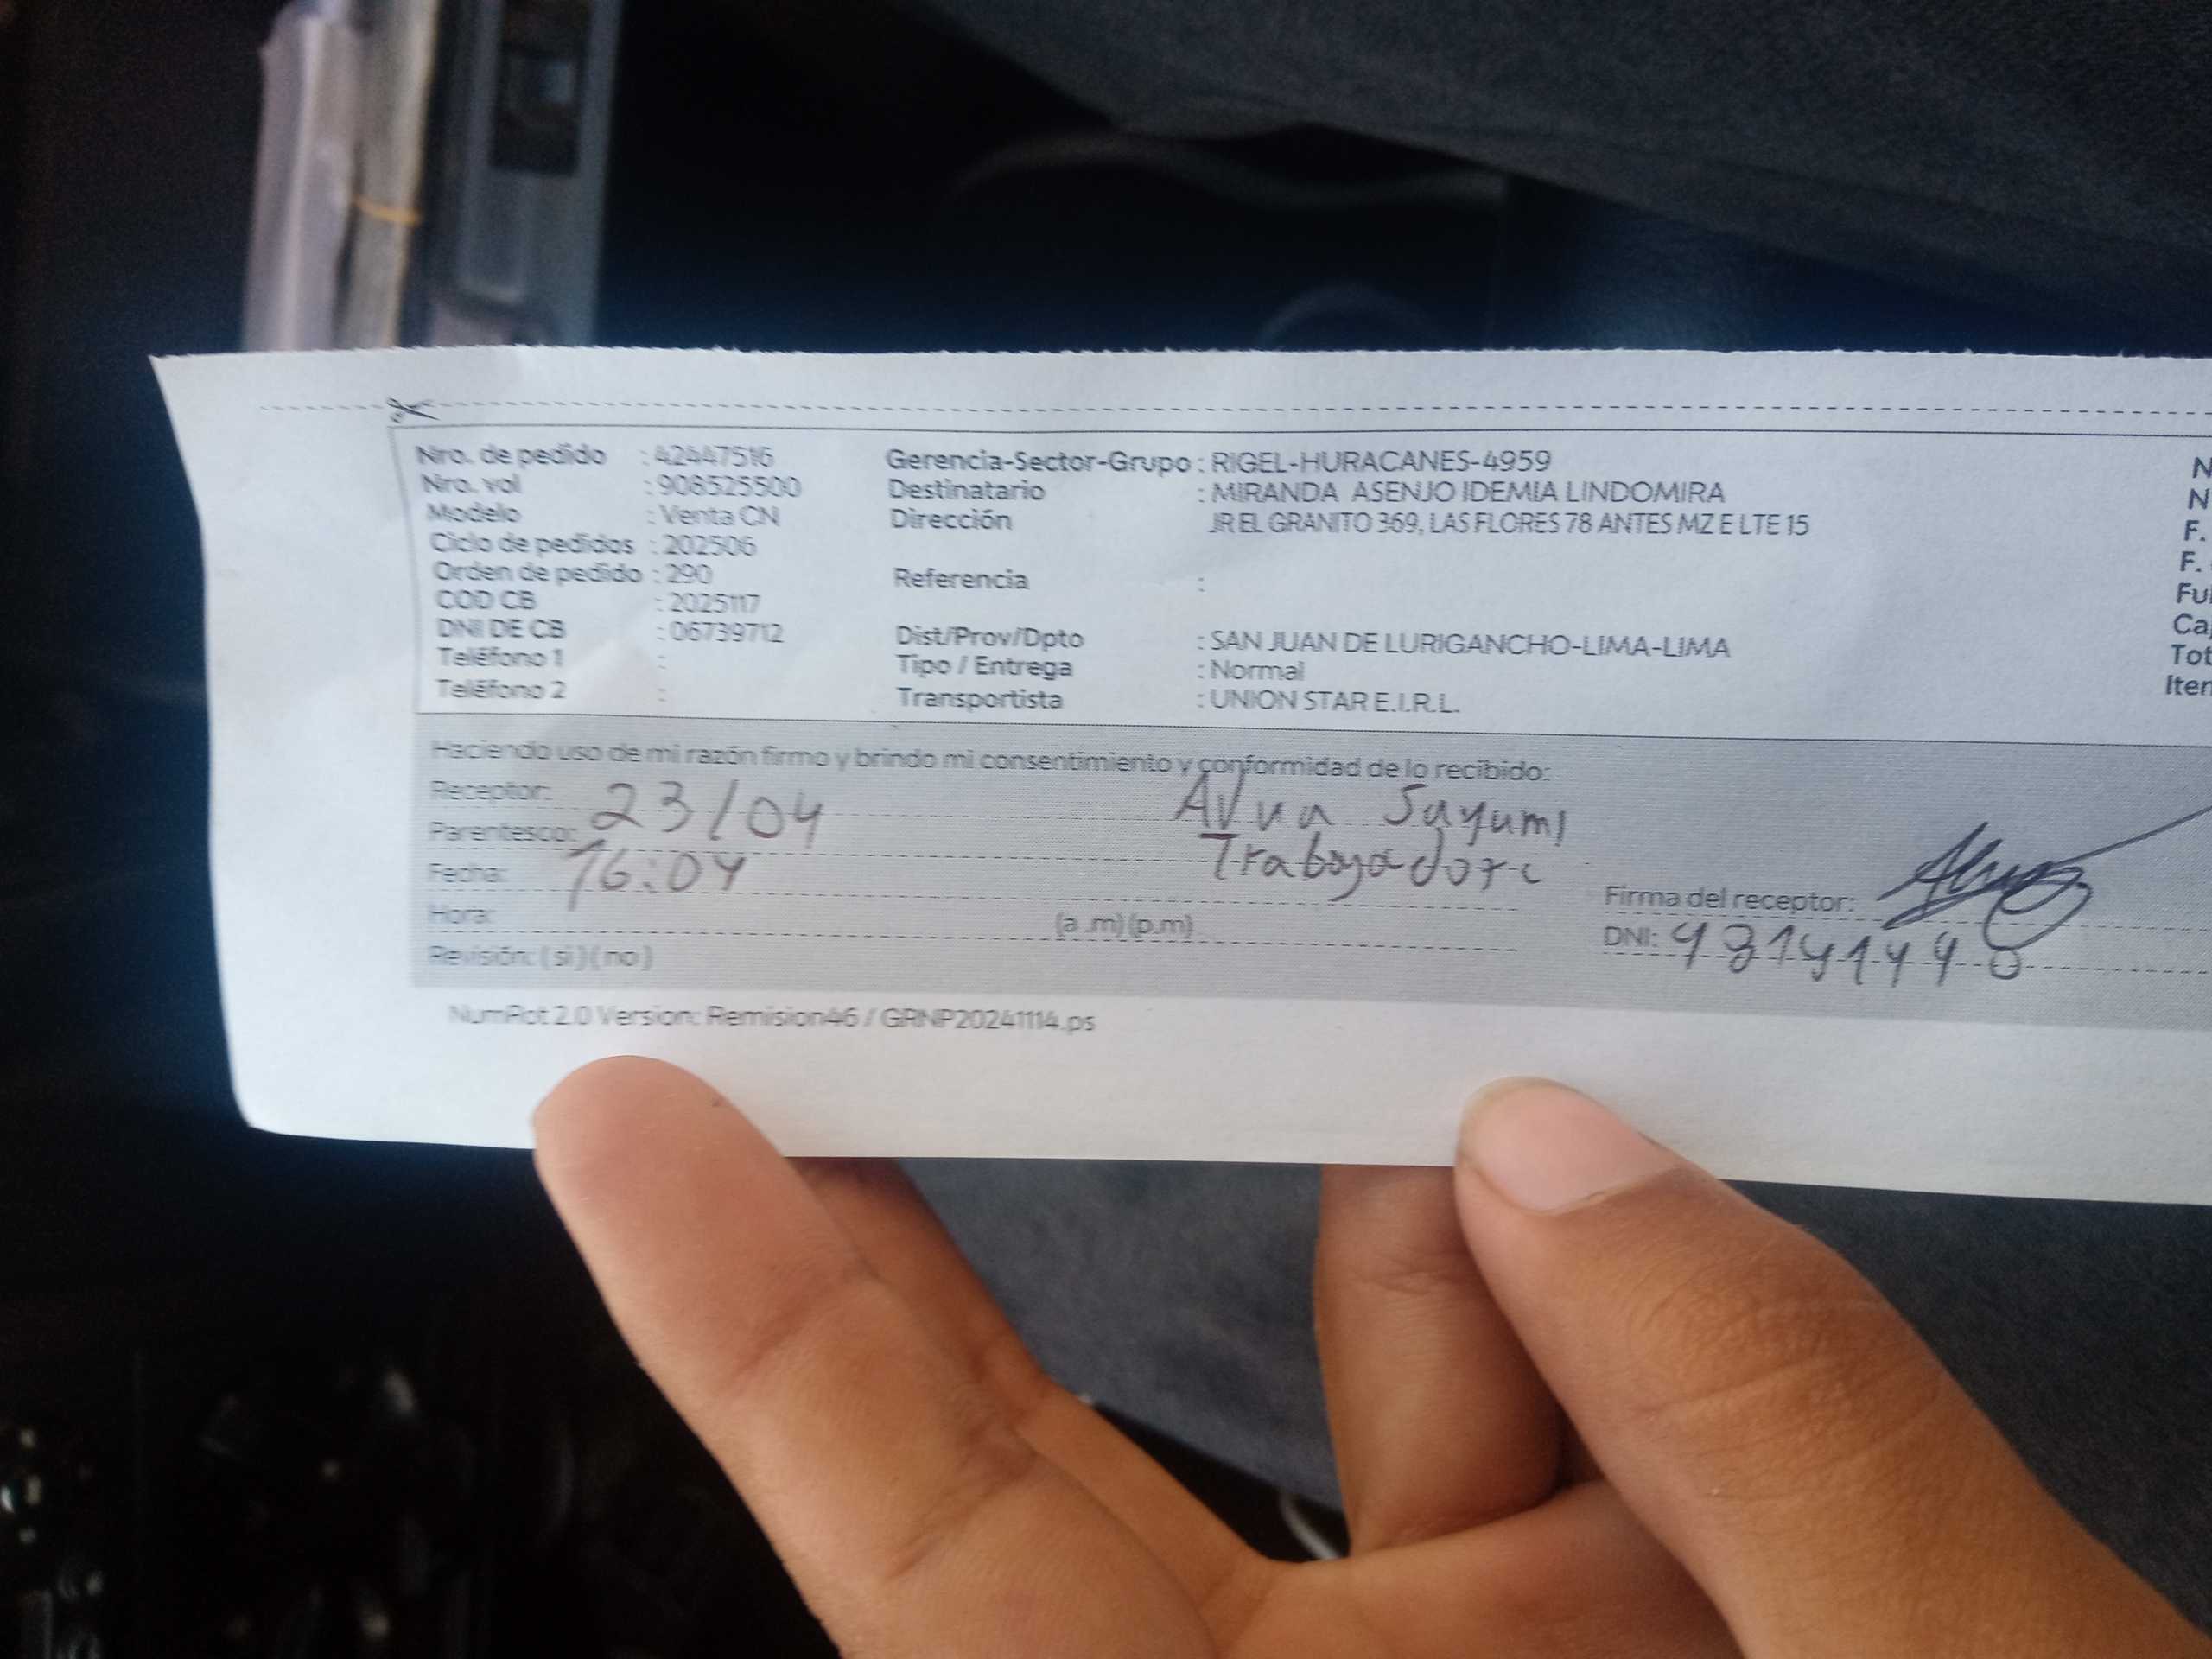 Nro. de pedido : 42447516
Nro. vol : 908525500
Modelo : Venta CN
Ciclo de pedidos : 202506
Orden de pedido : 290
COD CB : 2025117
DNI DE CB : 06739712
Teléfono 1 :
Teléfono 2 :
Gerencia-Sector-Grupo : RIGEL-HURACANES-4959
Destinatario : MIRANDA ASENJO IDEMIA LINDOMIRA
Dirección JR EL GRANITO 369, LAS FLORES 78 ANTES MZ E LTE 15
Referencia :
Dist/Prov/Dpto : SAN JUAN DE LURIGANCHO-LIMA-LIMA
Tipo / Entrega : Normal
Transportista : UNION STAR E.I.R.L.
N
N
F.
F.
Tot
Haciendo uso de mi razón firmo y brindo mi consentimiento y conformidad de lo recibido:
Receptor: 23/04 Sayumi
Parentesco: 16:04
Fecha:
Hora: (a .m) (p.m)
Revisión: ( si ) ( no )
Firma del receptor:
DNI:
NumRot 2.0 Version: Remision46 / GRNP20241114.ps